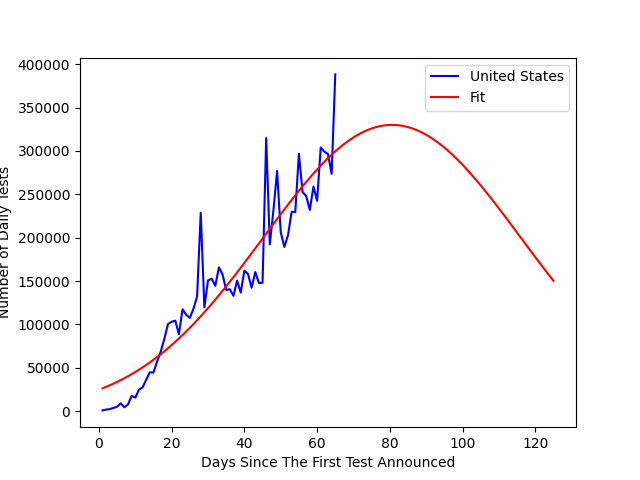 400000
350000
300000
250000
200000
150000
100000
50000
0
Number of Daily Tests
United States
Fit
0 20 40 60 80 100 120
Days Since The First Test Announced